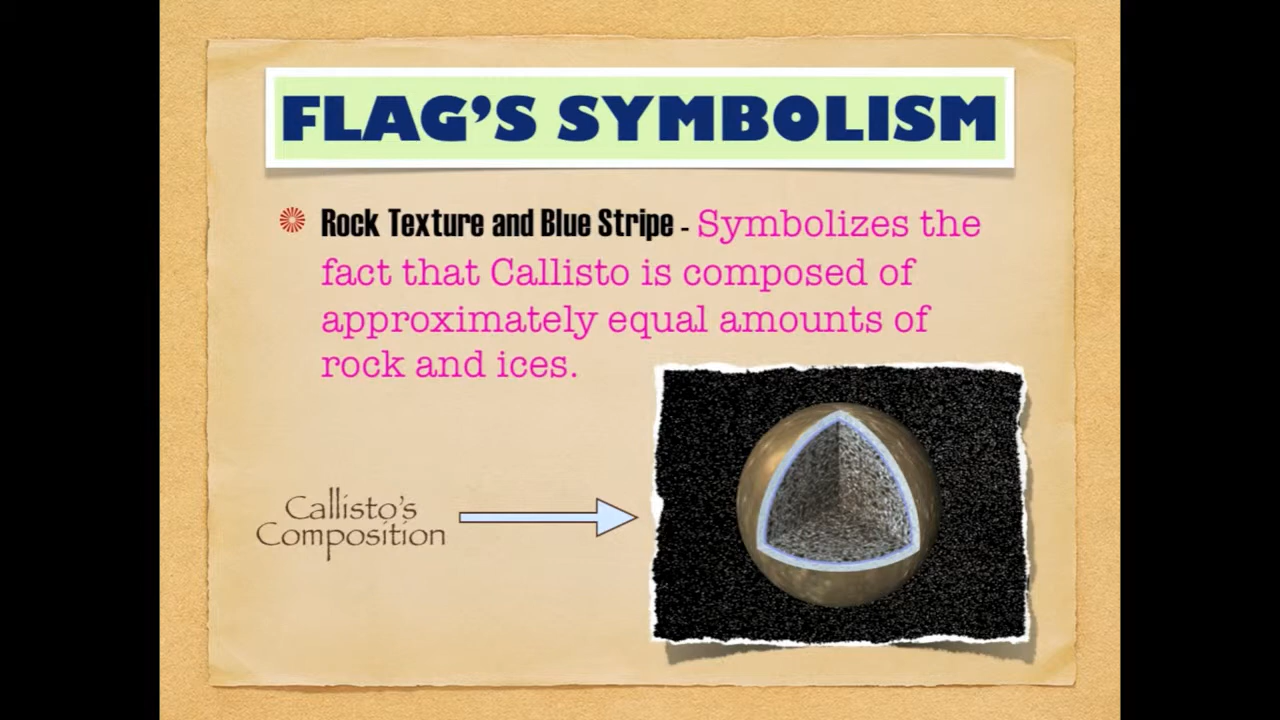 FLAG'S SYMBOLISM
Rock Texture and Blue Stripe - Symbolizes the
fact that Callisto is composed of
approximately equal amounts of
rock and ices.
Callisto's
Composition